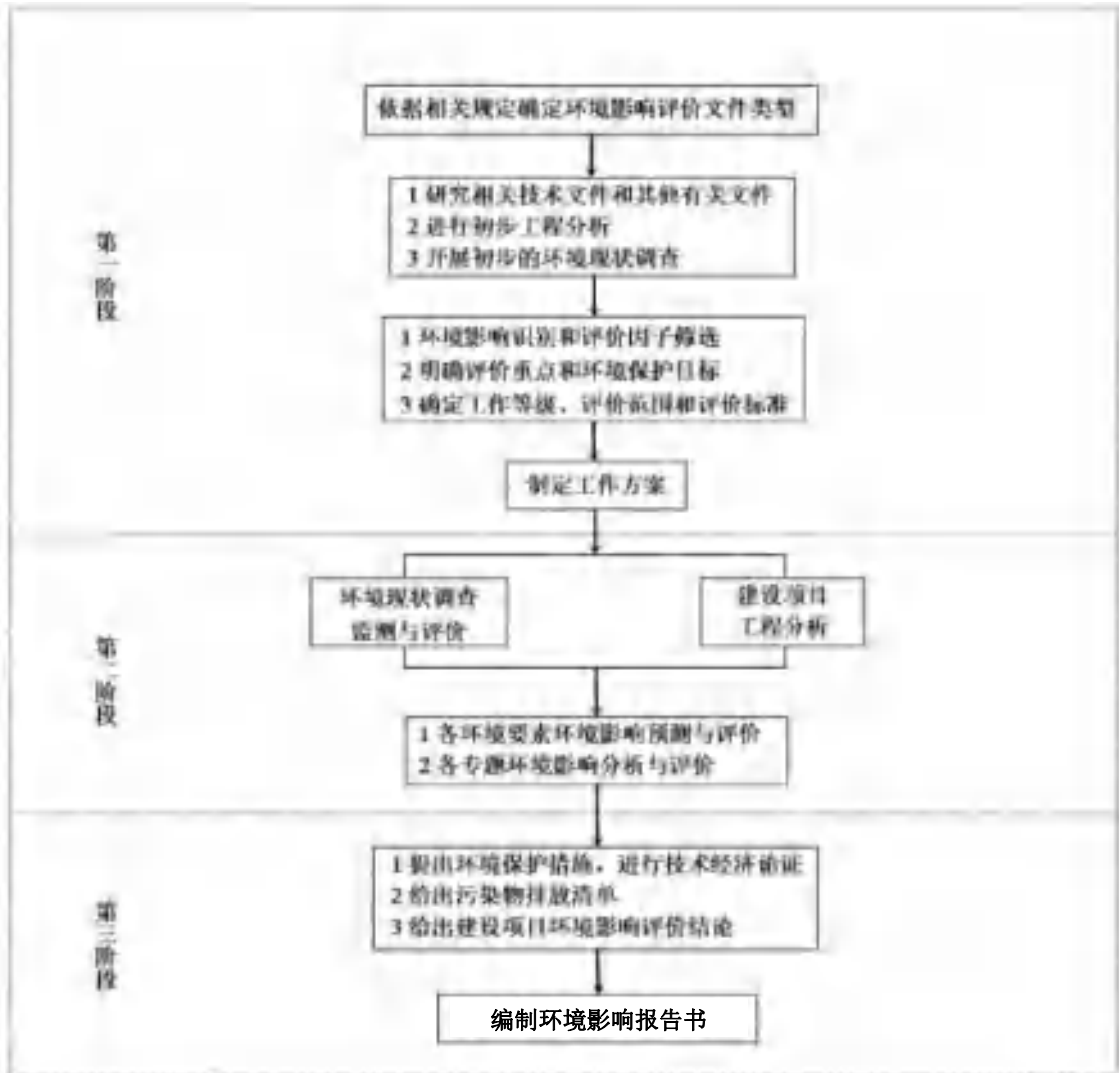 依据相关规定确定环境影响评价文件类型
第一阶段
1 研究相关技术文件和其他有关文件
2 进行初步工程分析
3 开展初步的环境现状调查
1 环境影响识别和评价因子筛选
2 明确评价重点和环境保护目标
3 确定工作等级、评价范围和评价标准
制定工作方案
第二阶段
环境现状调查
监测与评价
建设项目
工程分析
1 各环境要素环境影响预测与评价
2 各专题环境影响分析与评价
第三阶段
1 提出环境保护措施，进行技术经济论证
2 给出污染物排放清单
3 给出建设项目环境影响评价结论
编制环境影响报告书